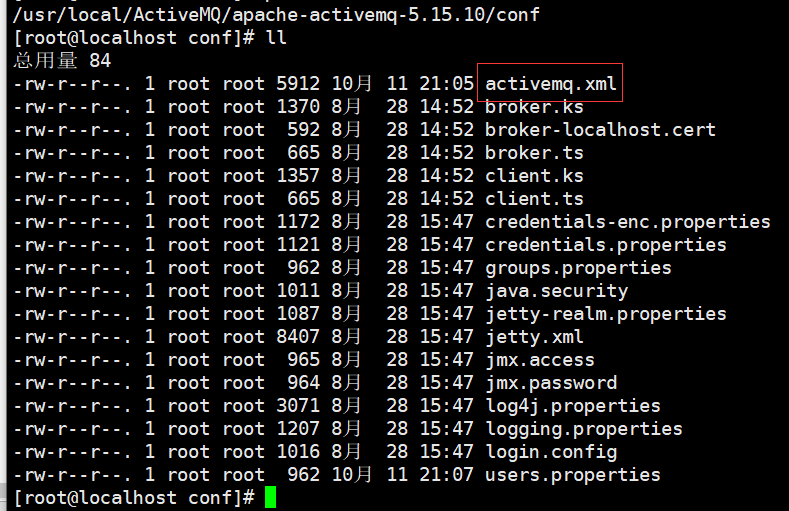 /usr/local/ActiveMQ/apache-activemq-5.15.10/conf
[root@localhost conf]# ll
总用量 84
-rw-r--r--. 1 root root 5912 10月 11 21:05 activemq.xml
-rw-r--r--. 1 root root 1370 8月  28 14:52 broker.ks
-rw-r--r--. 1 root root  592 8月  28 14:52 broker-localhost.cert
-rw-r--r--. 1 root root  665 8月  28 14:52 broker.ts
-rw-r--r--. 1 root root 1357 8月  28 14:52 client.ks
-rw-r--r--. 1 root root  665 8月  28 14:52 client.ts
-rw-r--r--. 1 root root 1172 8月  28 15:47 credentials-enc.properties
-rw-r--r--. 1 root root 1121 8月  28 15:47 credentials.properties
-rw-r--r--. 1 root root  962 8月  28 15:47 groups.properties
-rw-r--r--. 1 root root 1011 8月  28 15:47 java.security
-rw-r--r--. 1 root root 1087 8月  28 15:47 jetty-realm.properties
-rw-r--r--. 1 root root 8407 8月  28 15:47 jetty.xml
-rw-r--r--. 1 root root  965 8月  28 15:47 jmx.access
-rw-r--r--. 1 root root  964 8月  28 15:47 jmx.password
-rw-r--r--. 1 root root 3071 8月  28 15:47 log4j.properties
-rw-r--r--. 1 root root 1207 8月  28 15:47 logging.properties
-rw-r--r--. 1 root root 1016 8月  28 15:47 login.config
-rw-r--r--. 1 root root  962 10月 11 21:07 users.properties
[root@localhost conf]#